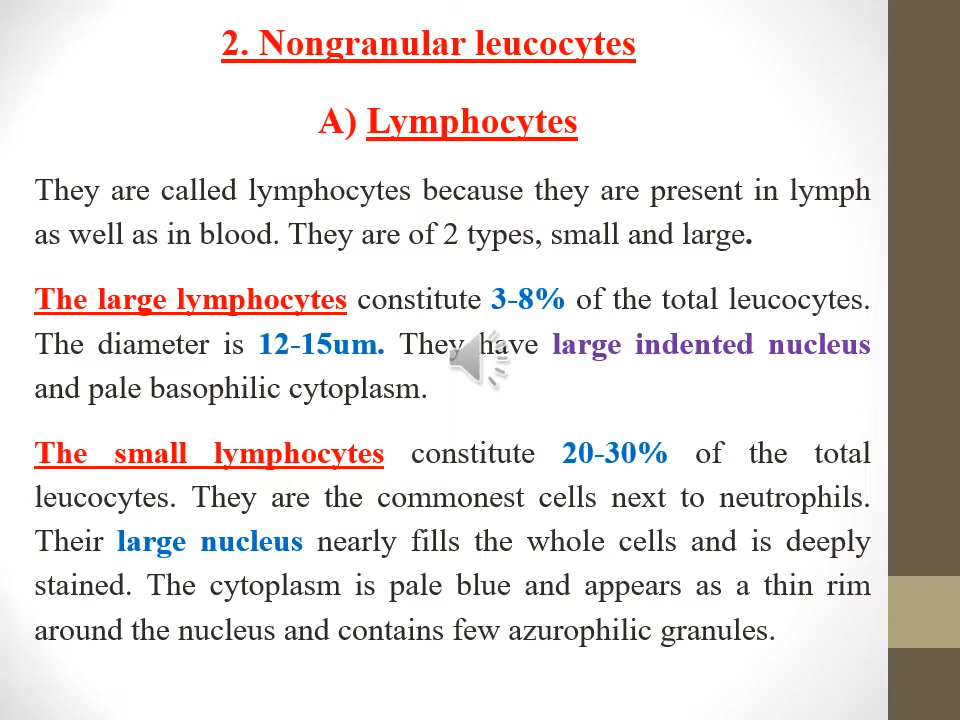 2. Nongranular leucocytes
A) Lymphocytes
They are called lymphocytes because they are present in lymph
as well as in blood. They are of 2 types, small and large.
The large lymphocytes constitute 3-8% of the total leucocytes.
The diameter is 12-15um. They have large indented nucleus
and pale basophilic cytoplasm.
The small lymphocytes constitute 20-30% of the total
leucocytes. They are the commonest cells next to neutrophils.
Their large nucleus nearly fills the whole cells and is deeply
stained. The cytoplasm is pale blue and appears as a thin rim
around the nucleus and contains few azurophilic granules.